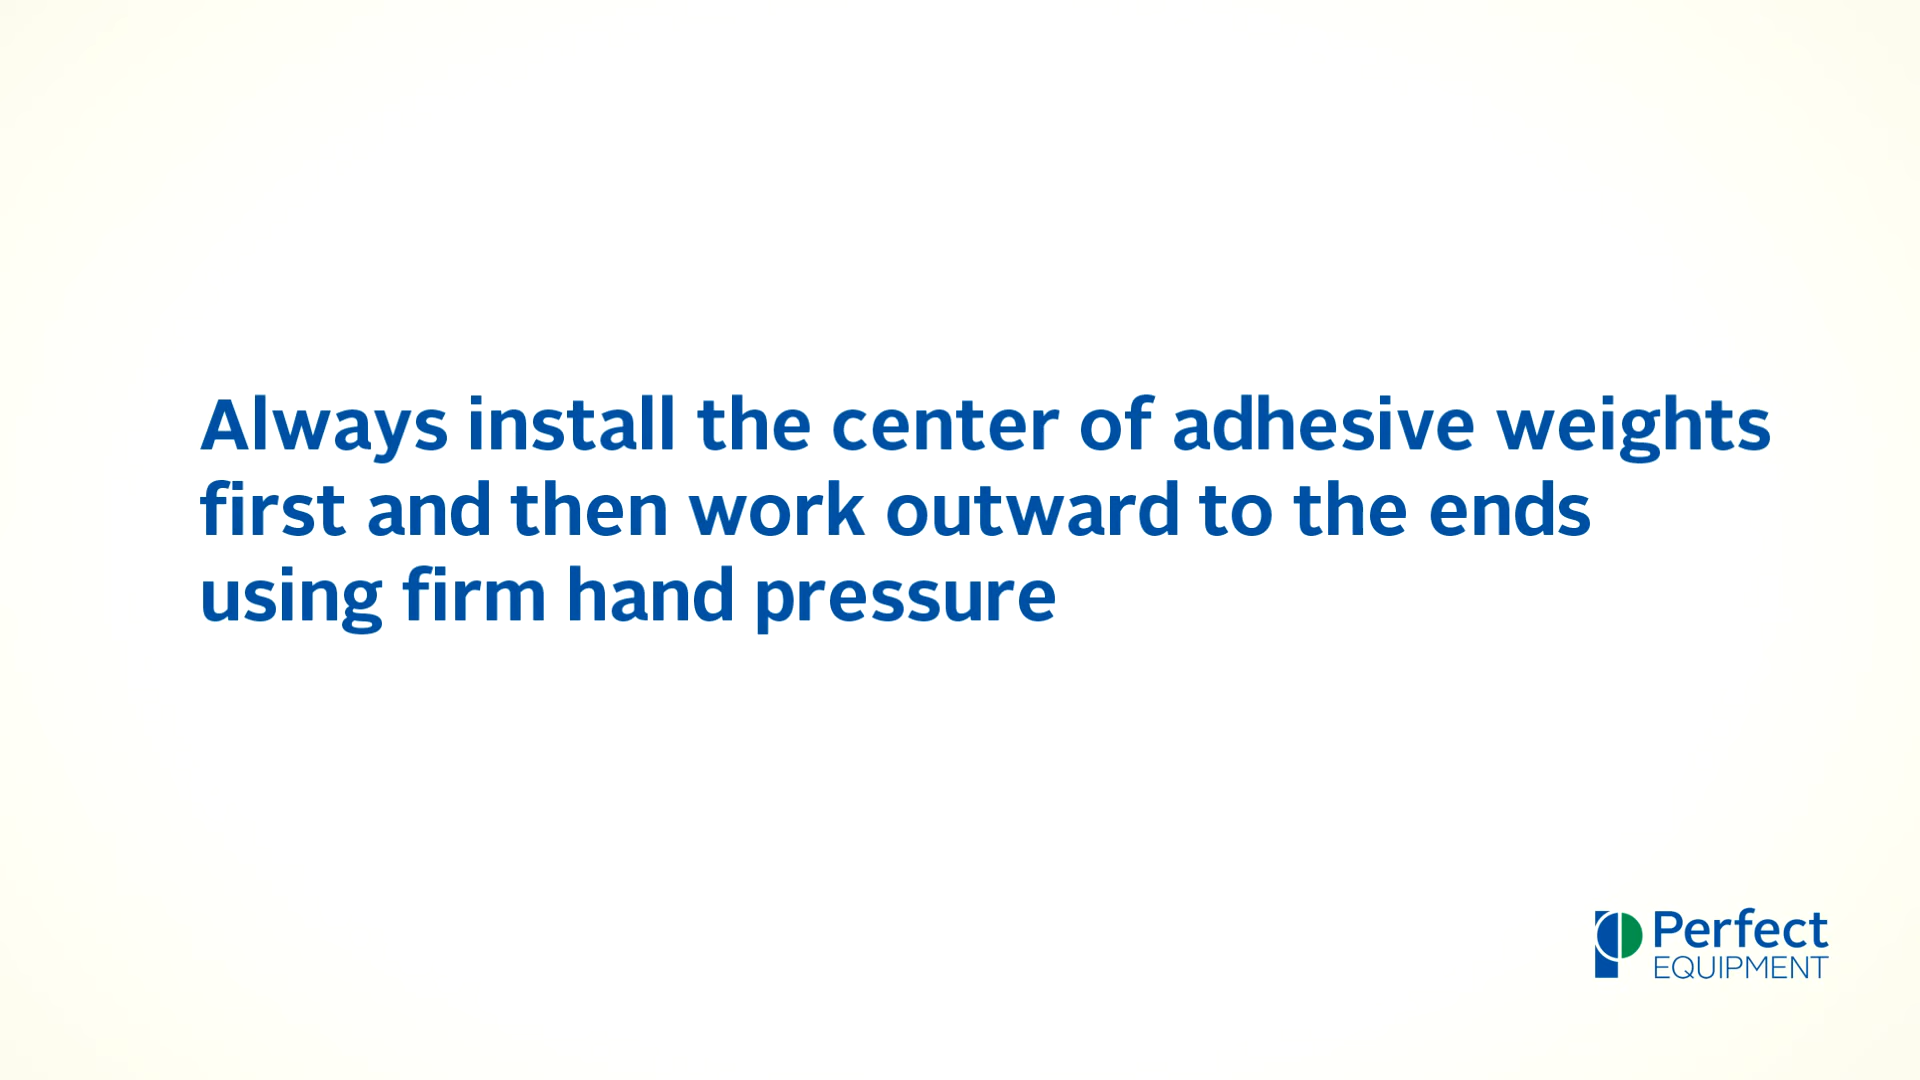 Always install the center of adhesive weights
first and then work outward to the ends
using firm hand pressure
Perfect
EQUIPMENT